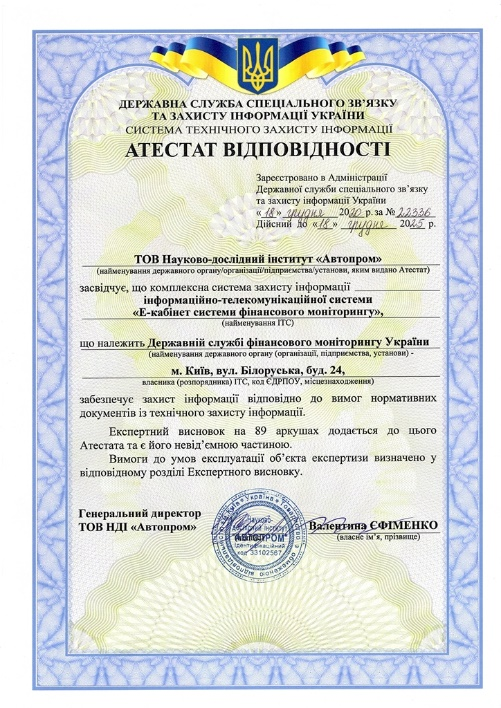 ДЕРЖАВНА СЛУЖБА СПЕЦІАЛЬНОГО ЗВ'ЯЗКУ
ТА ЗАХИСТУ ІНФОРМАЦІЇ УКРАЇНИ
СИСТЕМА ТЕХНІЧНОГО ЗАХИСТУ ІНФОРМАЦІЇ
АТЕСТАТ ВІДПОВІДНОСТІ
Зареєстровано в Адміністрації
Державної служби спеціального зв'язку
та захисту інформації України
«18» грудня 2020 р. за № 22336
Дійсний до «18» грудня 2025 р.
ТОВ Науково-дослідний інститут «Автопром»
(найменування державного органу/організації/підприємства/установи, яким видано Атестат)
засвідчує, що комплексна система захисту інформації
інформаційно-телекомунікаційної системи
«Е-кабінет системи фінансового моніторингу»,
(найменування ІТС)
що належить Державній службі фінансового моніторингу України
(найменування державного органу (організації, підприємства, установи) -
м. Київ, вул. Білоруська, буд. 24,
власника (розпорядника) ІТС, код ЄДРПОУ, місцезнаходження)
забезпечує захист інформації відповідно до вимог нормативних
документів із технічного захисту інформації.
Експертний висновок на 89 аркушах додається до цього
Атестата та є його невід'ємною частиною.
Вимоги до умов експлуатації об'єкта експертизи визначено у
відповідному розділі Експертного висновку.
Генеральний директор
ТОВ НДІ «Автопром»
Валентина ЄФІМЕНКО
(власне ім'я, прізвище)
Україна
Науково-
дослідний інститут
"АВТОПРОМ"
Ідентифікаційний
код 33102567